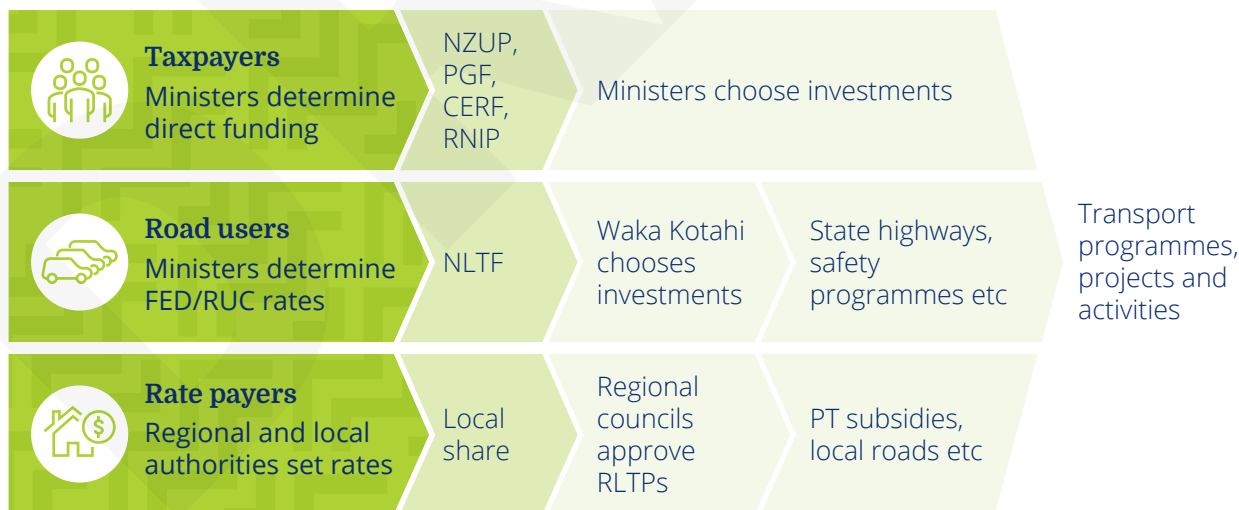 Taxpayers
Ministers determine
direct funding
NZUP,
PGF,
CERF,
RNIP
Ministers choose investments
Road users
Ministers determine
FED/RUC rates
NLTF
Waka Kotahi
chooses
investments
State highways,
safety
programmes etc
Rate payers
Regional and local
authorities set rates
$
Local
share
Regional
councils
approve
RLTPs
PT subsidies,
local roads etc
Transport
programmes,
projects and
activities